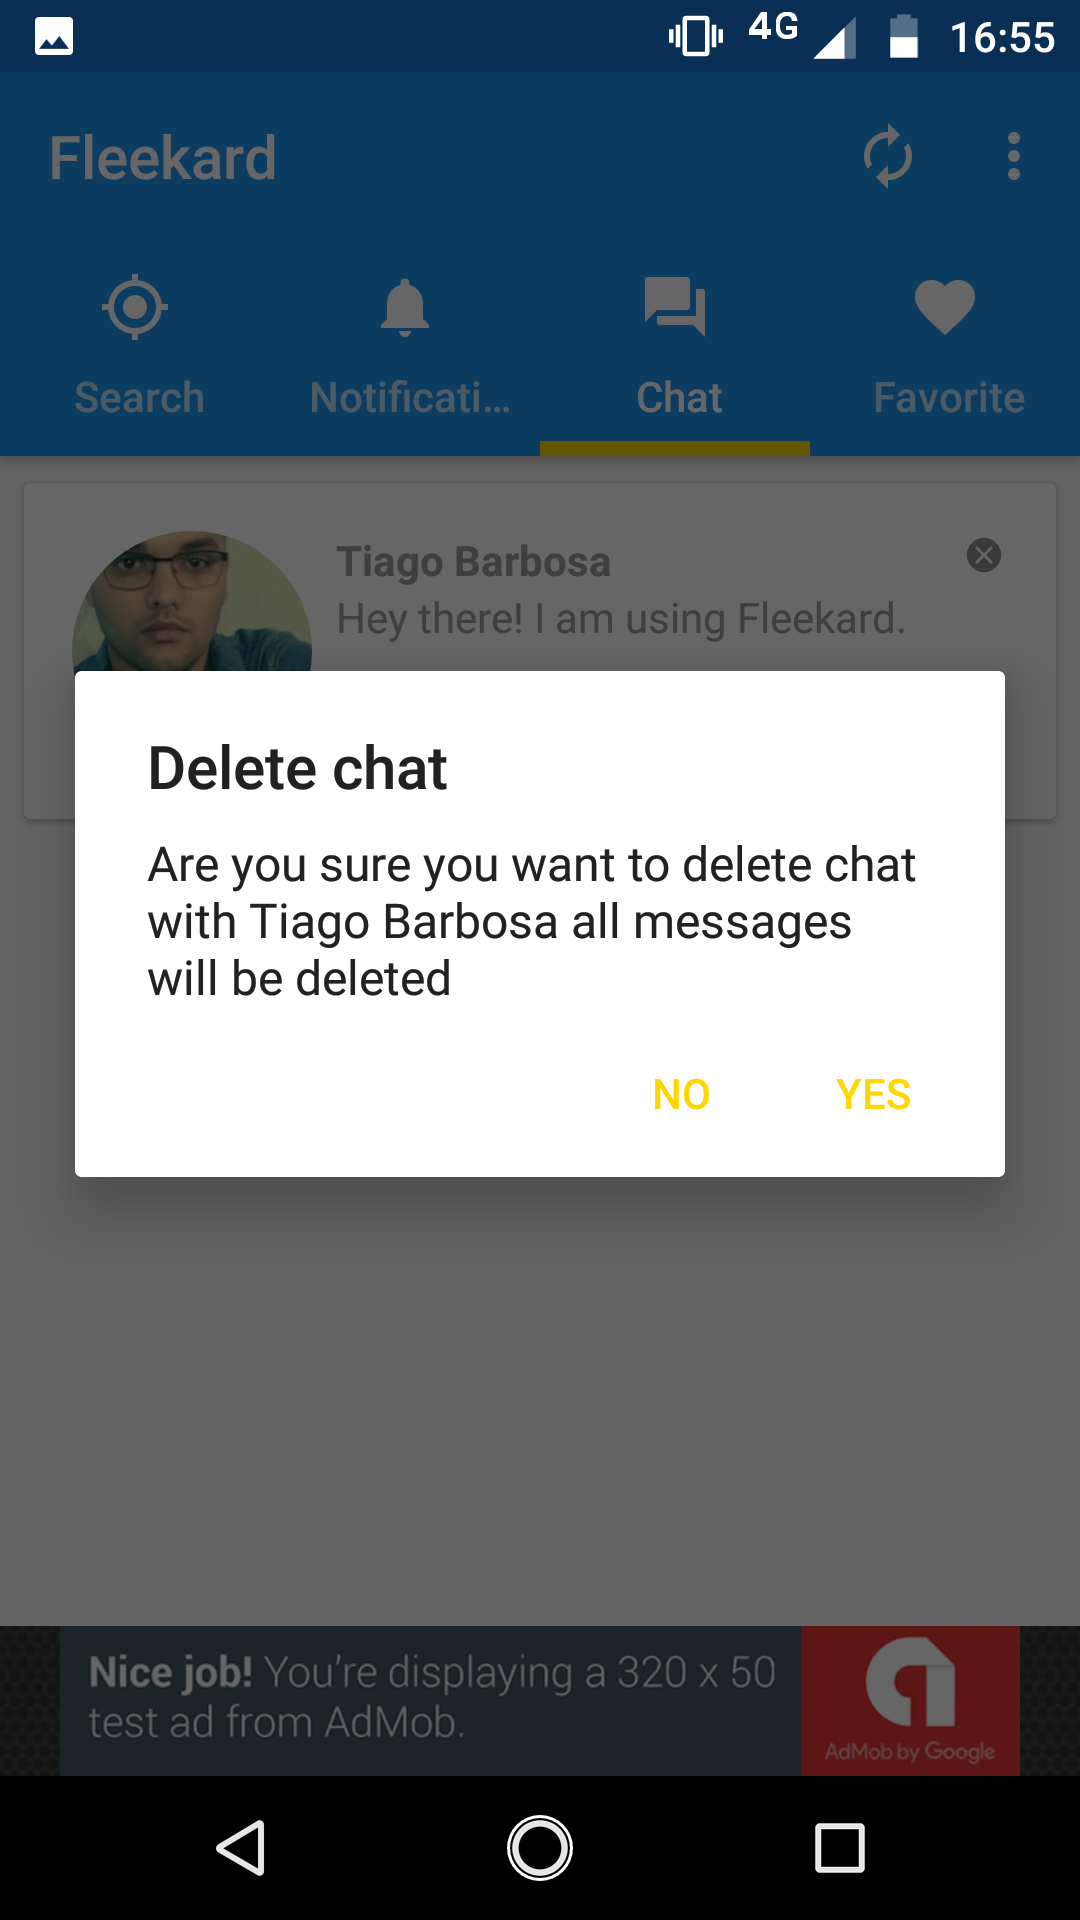 4G 16:55
Fleekard
Search Notificati... Chat Favorite
Tiago Barbosa
Hey there! I am using Fleekard.
Delete chat
Are you sure you want to delete chat
with Tiago Barbosa all messages
will be deleted
NO YES
Nice job! You're displaying a 320 x 50
test ad from AdMob.
AdMob by Google